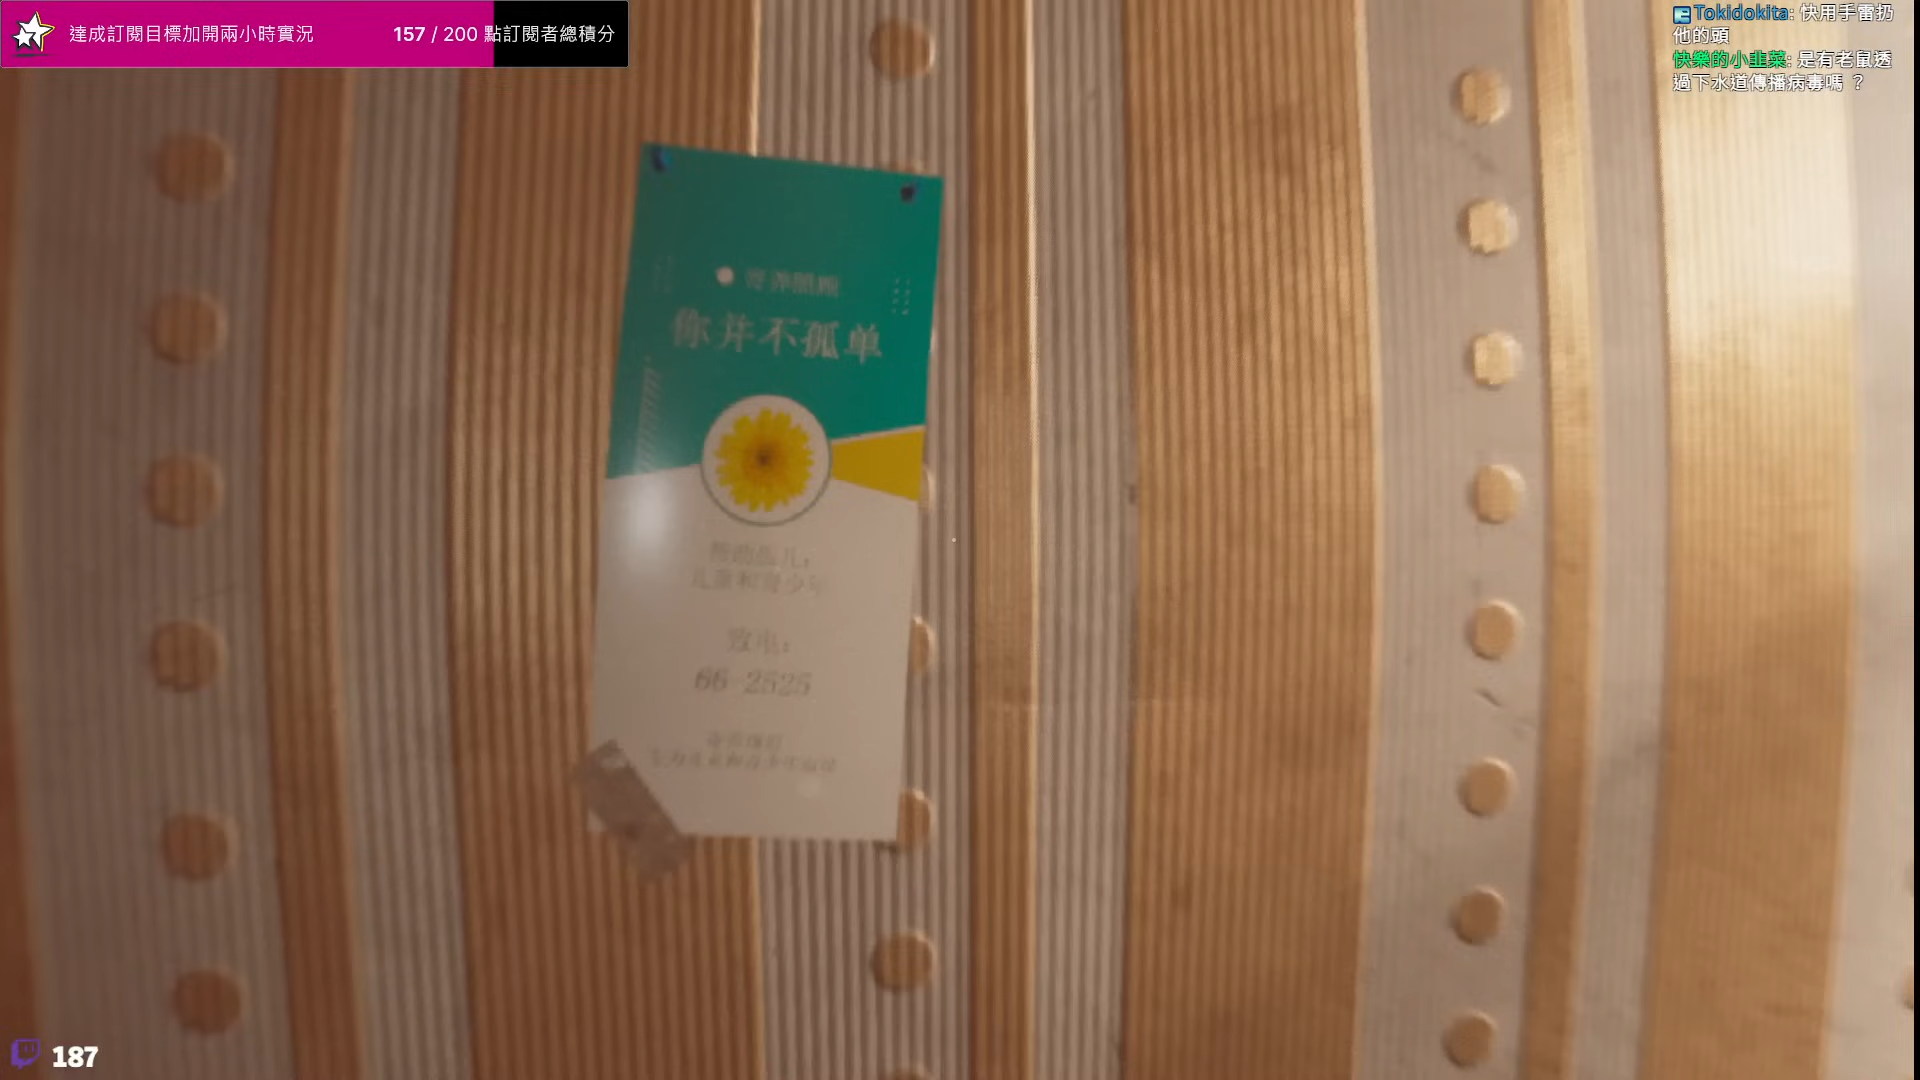 達成訂閱目標加開兩小時實況
157 / 200 點訂閱者總積分
Tokidokita: 快用手雷扔
他的頭
快樂的小韭菜: 是有老鼠透
過下水道傳播病毒嗎 ？
你并不孤单
致电:
66-2525
187